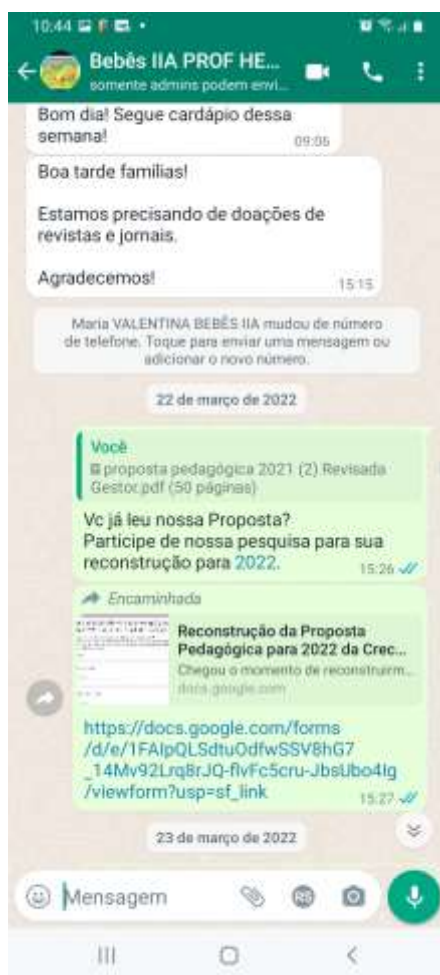 10:44
Bebês IIA PROF HE...
somente admins podem envi...
Bom dia! Segue cardápio dessa
semana!
09:06
Boa tarde famílias!
Estamos precisando de doações de
revistas e jornais.
Agradecemos!
15:15
Maria VALENTINA BEBÊS IIA mudou de número
de telefone. Toque para enviar uma mensagem ou
adicionar o novo número.
22 de março de 2022
Você
proposta pedagógica 2021 (2) Revisada
Gestor.pdf (50 páginas)
Vc já leu nossa Proposta?
Participe de nossa pesquisa para sua
reconstrução para 2022.
15:26
Encaminhada
Reconstrução da Proposta
Pedagógica para 2022 da Crec...
Chegou o momento de reconstruirm...
docs.google.com
https://docs.google.com/forms
/d/e/1FAIpQLSdtuOdfwSSV8hG7
_14Mv92Lrq8rJQ-flvFc5cru-JbsUbo4Ig
/viewform?usp=sf_link
15:27
23 de março de 2022
Mensagem